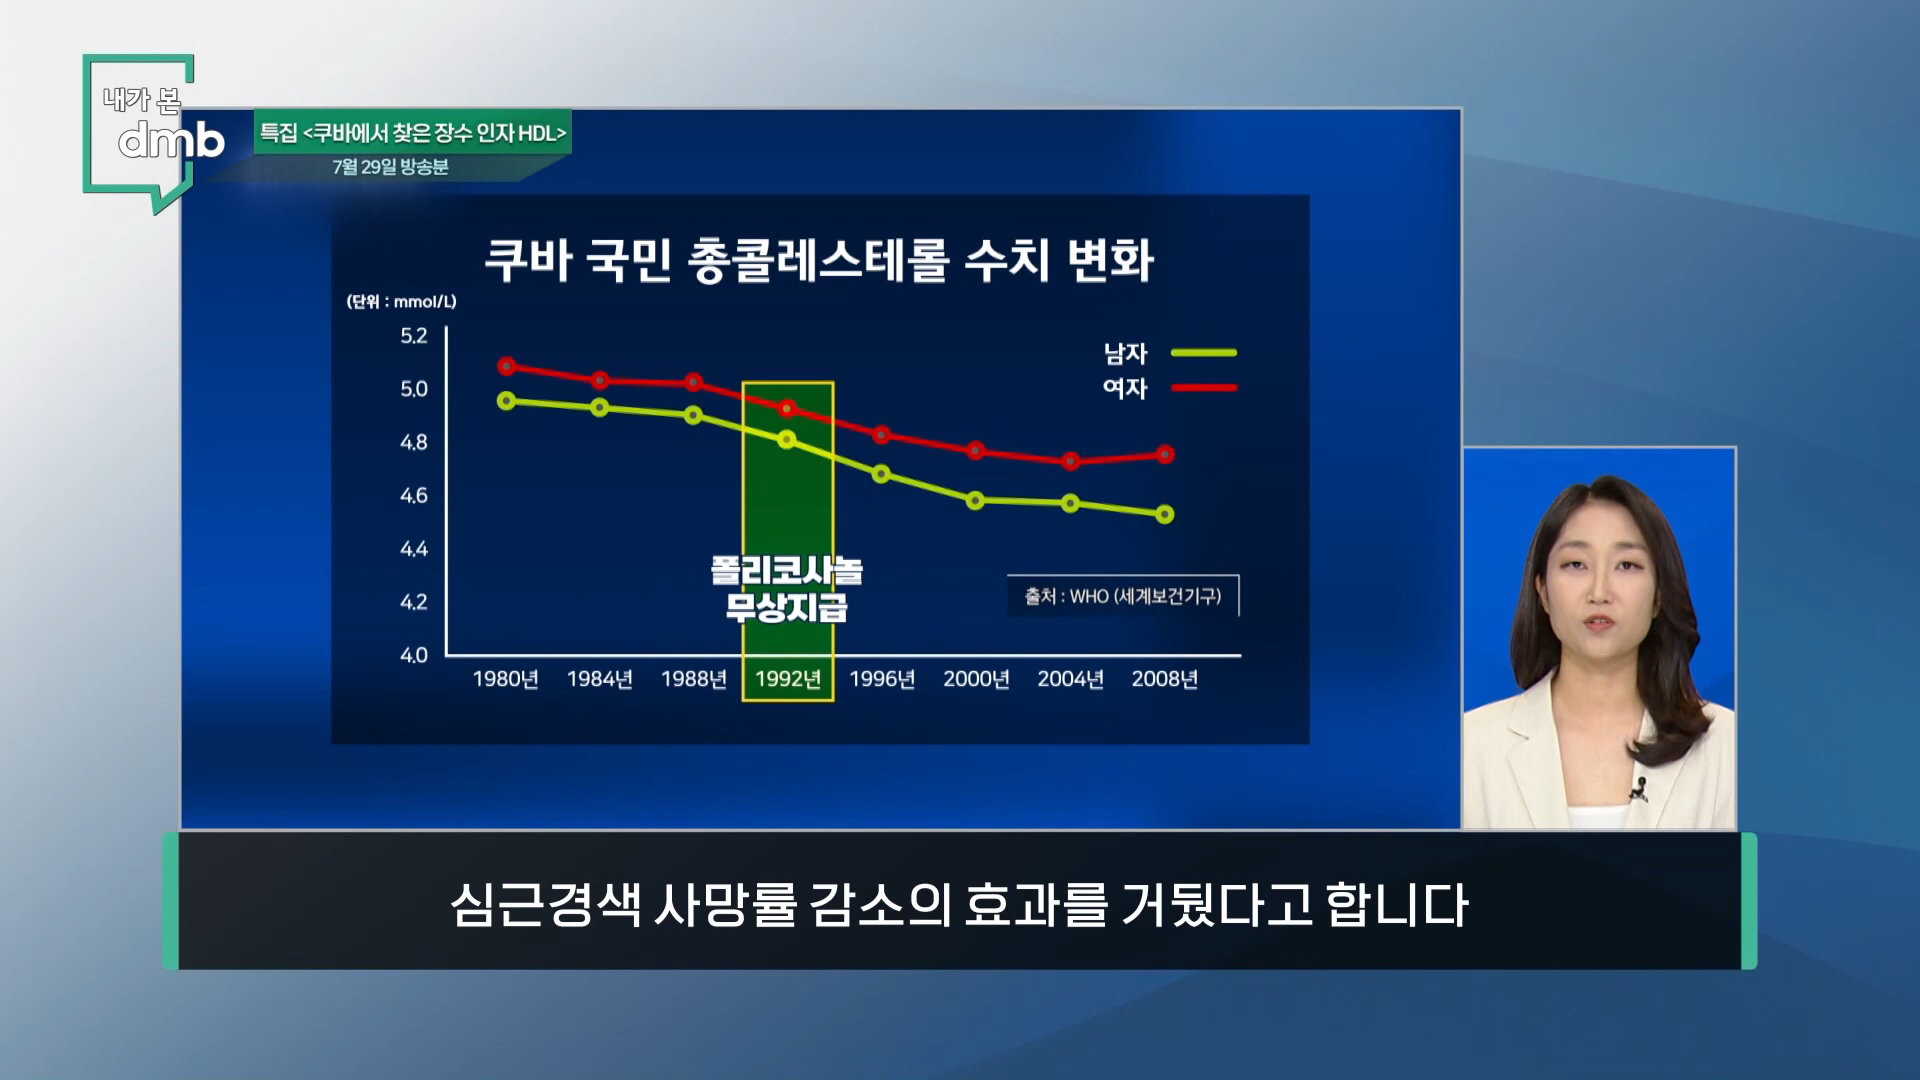 내가 본
dmb
특집 <쿠바에서 찾은 장수 인자 HDL>
7월 29일 방송분
쿠바 국민 총콜레스테롤 수치 변화
(단위 : mmol/L)
5.2
5.0
4.8
4.6
4.4
4.2
4.0
남자
여자
폴리코사놀
무상지급
출처 : WHO (세계보건기구)
1980년 1984년 1988년 1992년 1996년 2000년 2004년 2008년
심근경색 사망률 감소의 효과를 거뒀다고 합니다